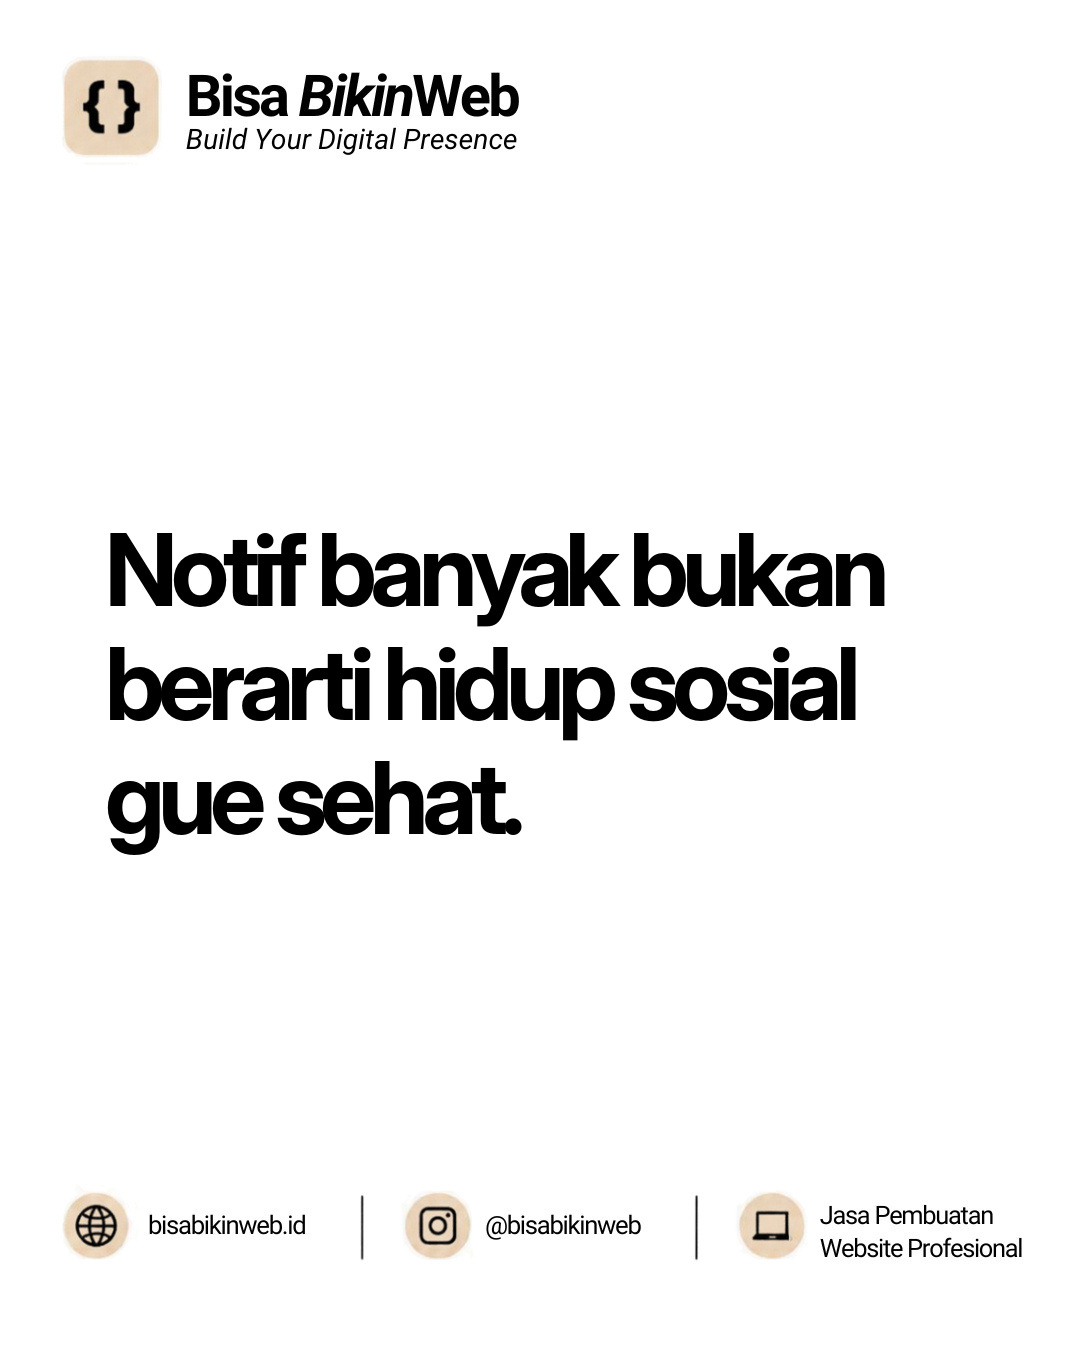 { }
Bisa BikinWeb
Build Your Digital Presence
Notif banyak bukan
berarti hidup sosial
gue sehat.
bisabikinweb.id
@bisabikinweb
Jasa Pembuatan
Website Profesional